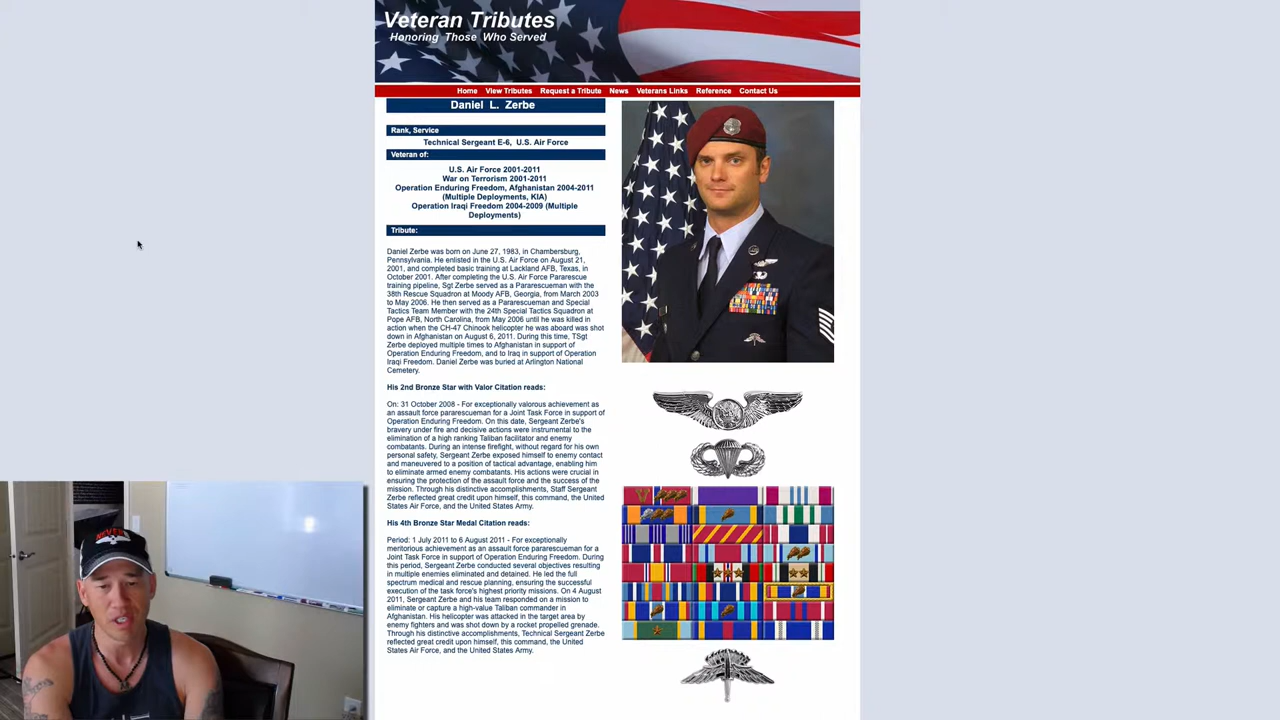 Veteran Tributes
Honoring Those Who Served
Home View Tributes Request a Tribute News Veterans Links Reference Contact Us
Daniel L. Zerbe
Rank, Service
Technical Sergeant E-6, U.S. Air Force
Veteran of:
U.S. Air Force 2001-2011
War on Terrorism 2001-2011
Operation Enduring Freedom, Afghanistan 2004-2011
(Multiple Deployments, KIA)
Operation Iraqi Freedom 2004-2009 (Multiple
Deployments)
Tribute:
Daniel Zerbe was born on June 27, 1983, in Chambersburg,
Pennsylvania. He enlisted in the U.S. Air Force on August 21,
2001, and completed basic training at Lackland AFB, Texas, in
October 2001. After completing the U.S. Air Force Pararescue
training pipeline, Sgt Zerbe served as a Pararescueman with the
38th Rescue Squadron at Moody AFB, Georgia, from March 2003
to May 2006. He then served as a Pararescueman and Special
Tactics Team Member with the 24th Special Tactics Squadron at
Pope AFB, North Carolina, from May 2006 until he was killed in
action when the CH-47 Chinook helicopter he was aboard was shot
down in Afghanistan on August 6, 2011. During this time, TSgt
Zerbe deployed multiple times to Afghanistan in support of
Operation Enduring Freedom, and to Iraq in support of Operation
Iraqi Freedom. Daniel Zerbe was buried at Arlington National
Cemetery.
His 2nd Bronze Star with Valor Citation reads:
On: 31 October 2008 - For exceptionally valorous achievement as
an assault force pararescueman for a Joint Task Force in support of
Operation Enduring Freedom. On this date, Sergeant Zerbe's
bravery under fire and decisive actions were instrumental to the
elimination of a high ranking Taliban facilitator and enemy
combatants. During an intense firefight, without regard for his own
personal safety, Sergeant Zerbe exposed himself to enemy contact
and maneuvered to a position of tactical advantage, enabling him
to eliminate armed enemy combatants. His actions were crucial in
ensuring the protection of the assault force and the success of the
mission. Through his distinctive accomplishments, Staff Sergeant
Zerbe reflected great credit upon himself, this command, the United
States Air Force, and the United States Army.
His 4th Bronze Star Medal Citation reads:
Period: 1 July 2011 to 6 August 2011 - For exceptionally
meritorious achievement as an assault force pararescueman for a
Joint Task Force in support of Operation Enduring Freedom. During
this period, Sergeant Zerbe conducted several objectives resulting
in multiple enemies eliminated and detained. He led the full
spectrum medical and rescue planning, ensuring the successful
execution of the task force's highest priority missions. On 4 August
2011, Sergeant Zerbe and his team responded on a mission to
eliminate or capture a high-value Taliban commander in
Afghanistan. His helicopter was attacked in the target area by
enemy fighters and was shot down by a rocket propelled grenade.
Through his distinctive accomplishments, Technical Sergeant Zerbe
reflected great credit upon himself, this command, the United
States Air Force, and the United States Army.